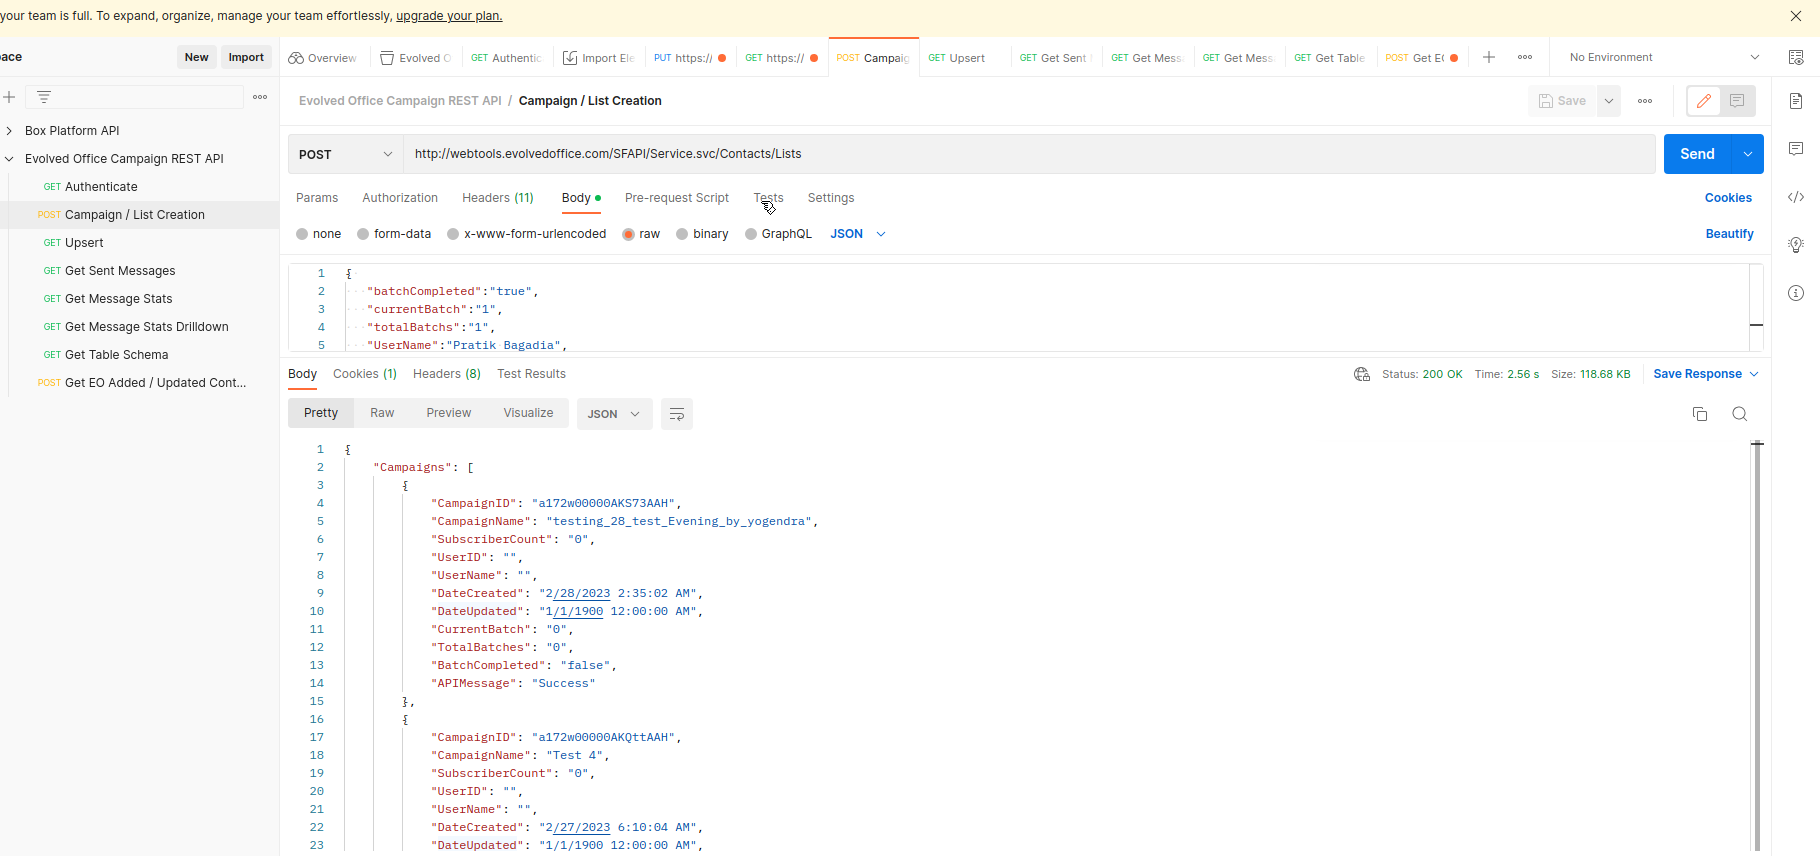 your team is full. To expand, organize, manage your team effortlessly, upgrade your plan.
ace New Import
Overview Evolved O GET Authentic Import Ele PUT https:// GET https:// POST Campaig GET Upsert GET Get Sent GET Get Mess GET Get Mess GET Get Table POST Get EO No Environment
Evolved Office Campaign REST API / Campaign / List Creation Save
Box Platform API
Evolved Office Campaign REST API
GET Authenticate
POST Campaign / List Creation
GET Upsert
GET Get Sent Messages
GET Get Message Stats
GET Get Message Stats Drilldown
GET Get Table Schema
POST Get EO Added / Updated Cont...
POST http://webtools.evolvedoffice.com/SFAPI/Service.svc/Contacts/Lists Send
Params Authorization Headers (11) Body Pre-request Script Tests Settings Cookies
none form-data x-www-form-urlencoded raw binary GraphQL JSON Beautify
1 {
2 "batchCompleted":"true",
3 "currentBatch":"1",
4 "totalBatchs":"1",
5 "UserName":"Pratik Bagadia",
Body Cookies (1) Headers (8) Test Results Status: 200 OK Time: 2.56 s Size: 118.68 KB Save Response
Pretty Raw Preview Visualize JSON
1 {
2 "Campaigns": [
3 {
4 "CampaignID": "a172w00000AKS73AAH",
5 "CampaignName": "testing_28_test_Evening_by_yogendra",
6 "SubscriberCount": "0",
7 "UserID": "",
8 "UserName": "",
9 "DateCreated": "2/28/2023 2:35:02 AM",
10 "DateUpdated": "1/1/1900 12:00:00 AM",
11 "CurrentBatch": "0",
12 "TotalBatches": "0",
13 "BatchCompleted": "false",
14 "APIMessage": "Success"
15 },
16 {
17 "CampaignID": "a172w00000AKQttAAH",
18 "CampaignName": "Test 4",
19 "SubscriberCount": "0",
20 "UserID": "",
21 "UserName": "",
22 "DateCreated": "2/27/2023 6:10:04 AM",
23 "DateUpdated": "1/1/1900 12:00:00 AM",